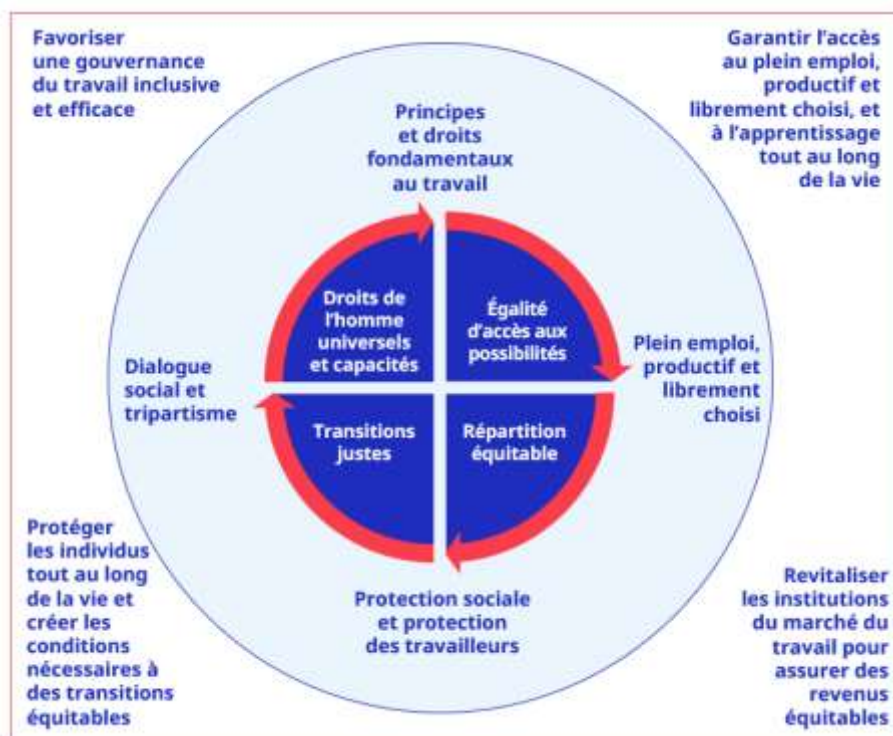 Favoriser
une gouvernance
du travail inclusive
et efficace
Garantir l’accès
au plein emploi,
productif et
librement choisi, et
à l’apprentissage
tout au long
de la vie
Principes
et droits
fondamentaux
au travail
Droits de
l’homme
universels
et capacités
Égalité
d’accès aux
possibilités
Dialogue
social et
tripartisme
Plein emploi,
productif et
librement
choisi
Transitions
justes
Répartition
équitable
Protection sociale
et protection
des travailleurs
Protéger
les individus
tout au long
de la vie et
créer les
conditions
nécessaires à
des transitions
équitables
Revitaliser
les institutions
du marché du
travail pour
assurer des
revenus
équitables